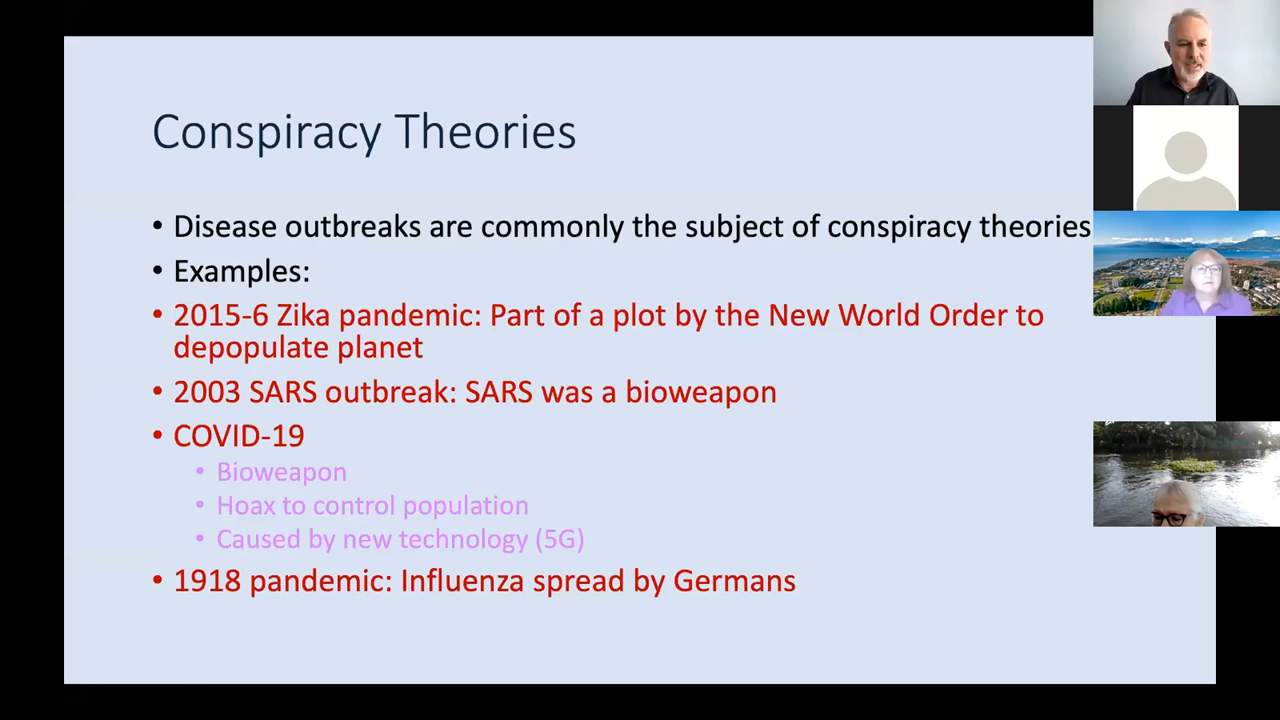 Conspiracy Theories
• Disease outbreaks are commonly the subject of conspiracy theories
• Examples:
• 2015-6 Zika pandemic: Part of a plot by the New World Order to
depopulate planet
• 2003 SARS outbreak: SARS was a bioweapon
• COVID-19
• Bioweapon
• Hoax to control population
• Caused by new technology (5G)
• 1918 pandemic: Influenza spread by Germans